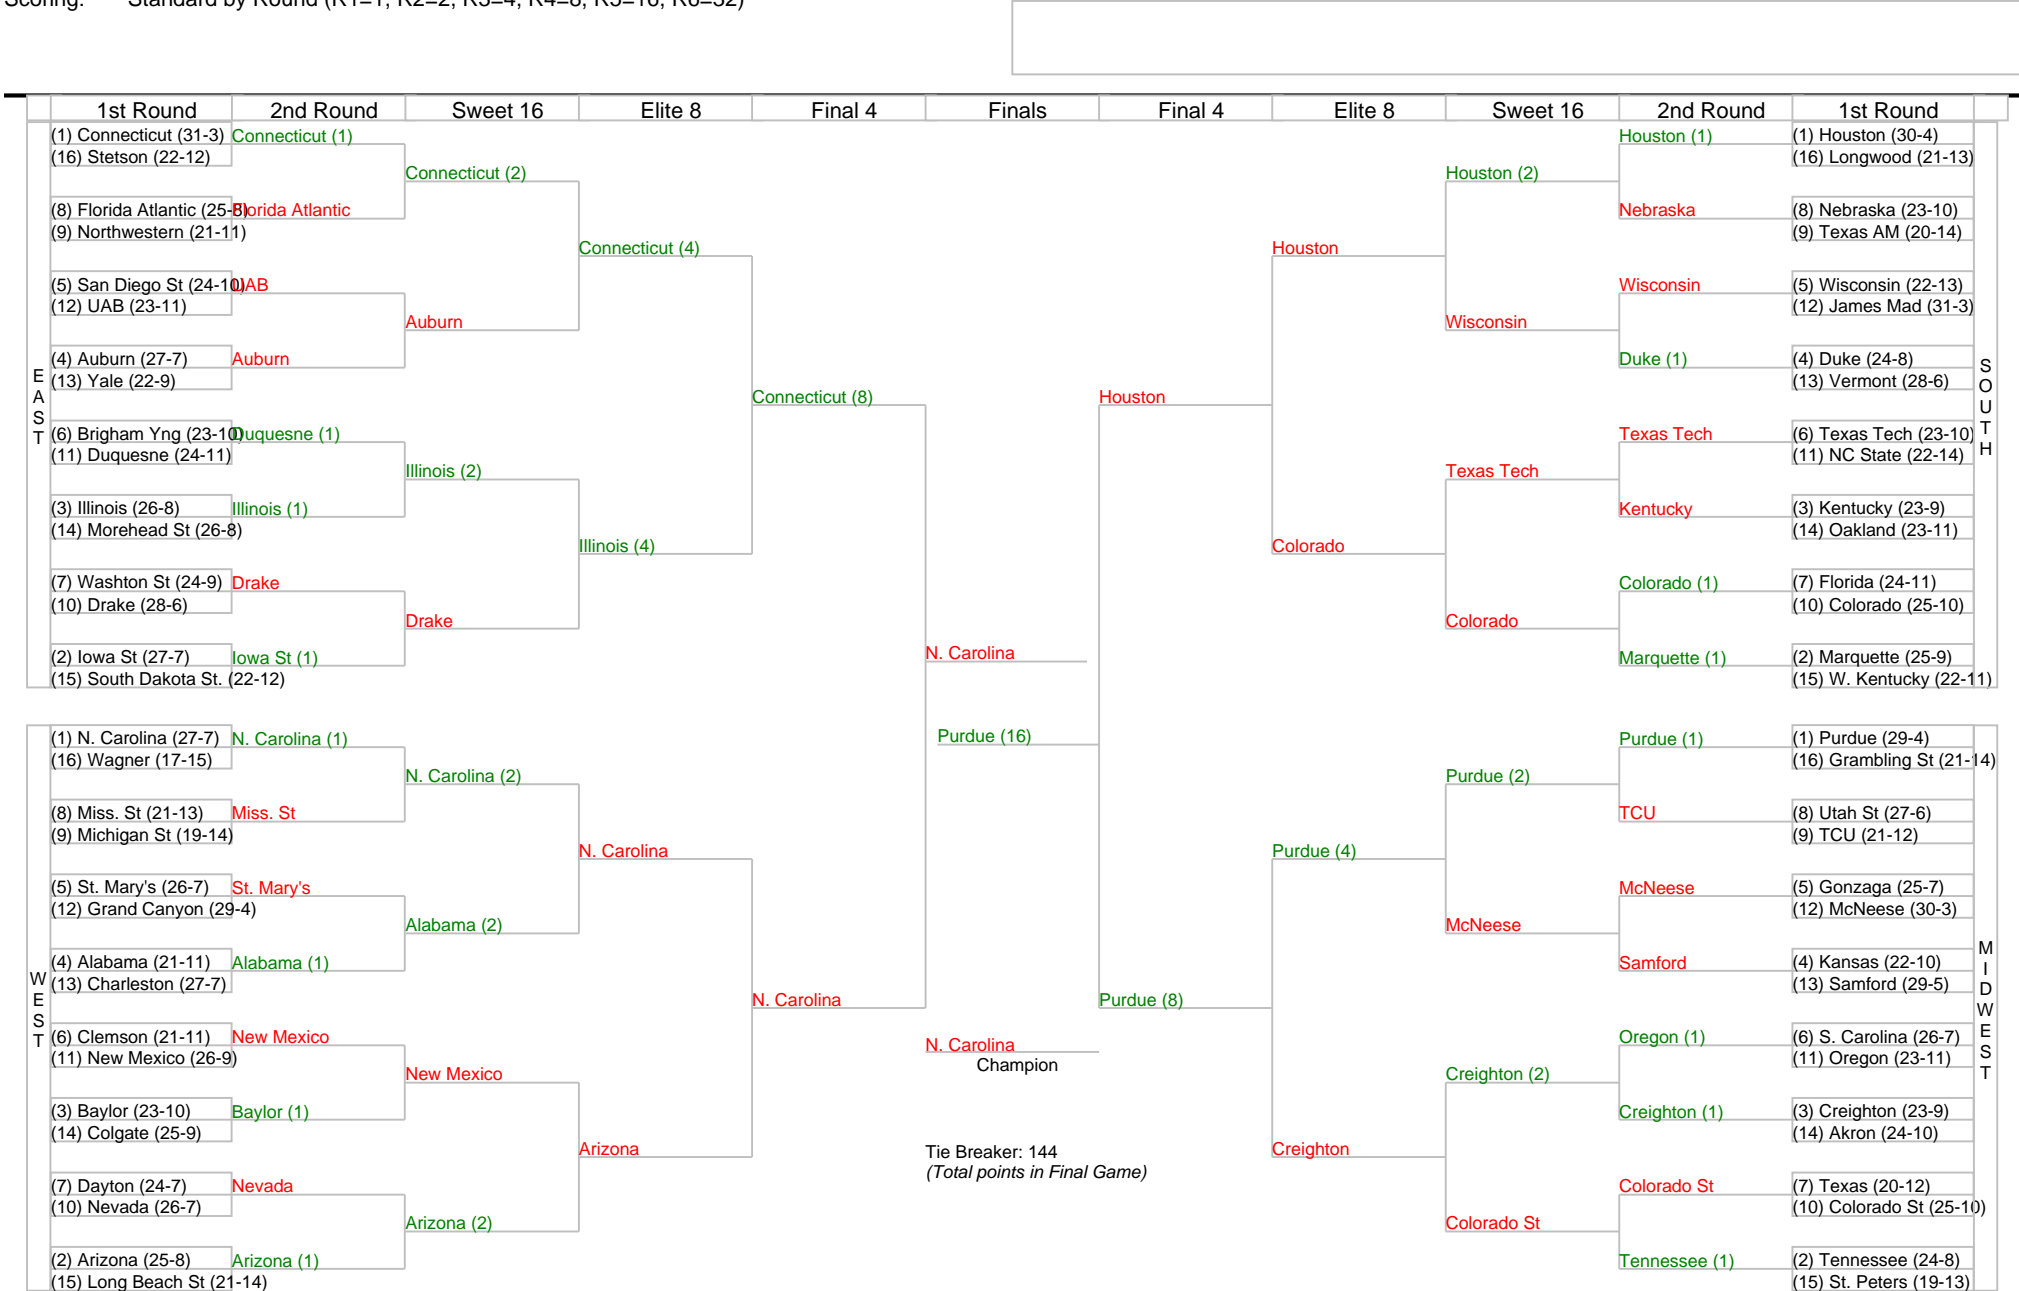 Scoring: Standard by Round (R1=1, R2=2, R3=4, R4=8, R5=16, R6=32)
1st Round 2nd Round Sweet 16 Elite 8 Final 4 Finals Final 4 Elite 8 Sweet 16 2nd Round 1st Round
EAST
(1) Connecticut (31-3)
(16) Stetson (22-12)
(8) Florida Atlantic (25-8)
(9) Northwestern (21-11)
(5) San Diego St (24-10)
(12) UAB (23-11)
(4) Auburn (27-7)
(13) Yale (22-9)
(6) Brigham Yng (23-10)
(11) Duquesne (24-11)
(3) Illinois (26-8)
(14) Morehead St (26-8)
(7) Washton St (24-9)
(10) Drake (28-6)
(2) Iowa St (27-7)
(15) South Dakota St. (22-12)
Connecticut (1)
Florida Atlantic
UAB
Auburn
Duquesne (1)
Illinois (1)
Drake
Iowa St (1)
Connecticut (2)
Auburn
Illinois (2)
Drake
Connecticut (4)
Illinois (4)
Connecticut (8)
WEST
(1) N. Carolina (27-7)
(16) Wagner (17-15)
(8) Miss. St (21-13)
(9) Michigan St (19-14)
(5) St. Mary's (26-7)
(12) Grand Canyon (29-4)
(4) Alabama (21-11)
(13) Charleston (27-7)
(6) Clemson (21-11)
(11) New Mexico (26-9)
(3) Baylor (23-10)
(14) Colgate (25-9)
(7) Dayton (24-7)
(10) Nevada (26-7)
(2) Arizona (25-8)
(15) Long Beach St (21-14)
N. Carolina (1)
Miss. St
St. Mary's
Alabama (1)
New Mexico
Baylor (1)
Nevada
Arizona (1)
N. Carolina (2)
Alabama (2)
New Mexico
Arizona (2)
N. Carolina
Arizona
N. Carolina
N. Carolina
Purdue (16)
N. Carolina
Champion
Tie Breaker: 144
(Total points in Final Game)
Houston
Purdue (8)
Houston
Colorado
Houston (2)
Wisconsin
Texas Tech
Colorado
Houston (1)
Nebraska
Wisconsin
Duke (1)
Texas Tech
Kentucky
Colorado (1)
Marquette (1)
(1) Houston (30-4)
(16) Longwood (21-13)
(8) Nebraska (23-10)
(9) Texas AM (20-14)
(5) Wisconsin (22-13)
(12) James Mad (31-3)
(4) Duke (24-8)
(13) Vermont (28-6)
(6) Texas Tech (23-10)
(11) NC State (22-14)
(3) Kentucky (23-9)
(14) Oakland (23-11)
(7) Florida (24-11)
(10) Colorado (25-10)
(2) Marquette (25-9)
(15) W. Kentucky (22-11)
SOUTH
Purdue (4)
Creighton
Purdue (2)
McNeese
Creighton (2)
Colorado St
Purdue (1)
TCU
McNeese
Samford
Oregon (1)
Creighton (1)
Colorado St
Tennessee (1)
(1) Purdue (29-4)
(16) Grambling St (21-14)
(8) Utah St (27-6)
(9) TCU (21-12)
(5) Gonzaga (25-7)
(12) McNeese (30-3)
(4) Kansas (22-10)
(13) Samford (29-5)
(6) S. Carolina (26-7)
(11) Oregon (23-11)
(3) Creighton (23-9)
(14) Akron (24-10)
(7) Texas (20-12)
(10) Colorado St (25-10)
(2) Tennessee (24-8)
(15) St. Peters (19-13)
MIDWEST